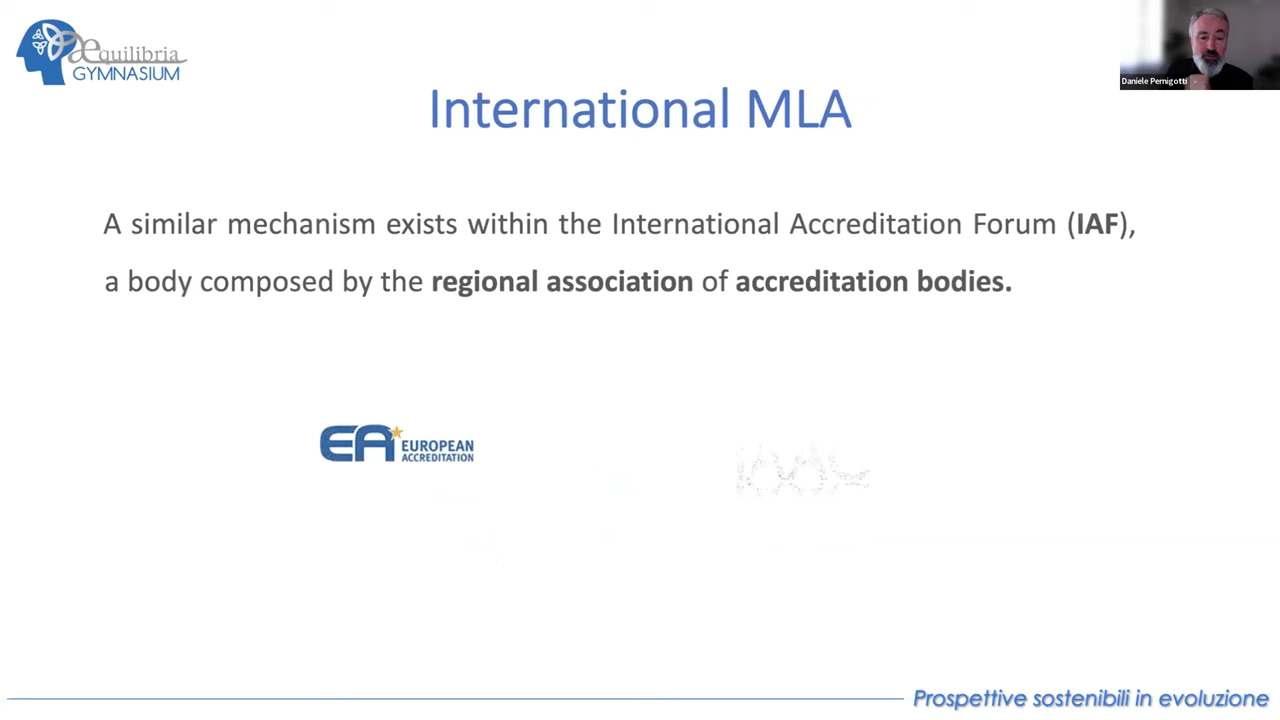 Æquilibria
GYMNASIUM
Daniele Pernigotti
International MLA
A similar mechanism exists within the International Accreditation Forum (IAF),
a body composed by the regional association of accreditation bodies.
EA EUROPEAN
ACCREDITATION
Prospettive sostenibili in evoluzione